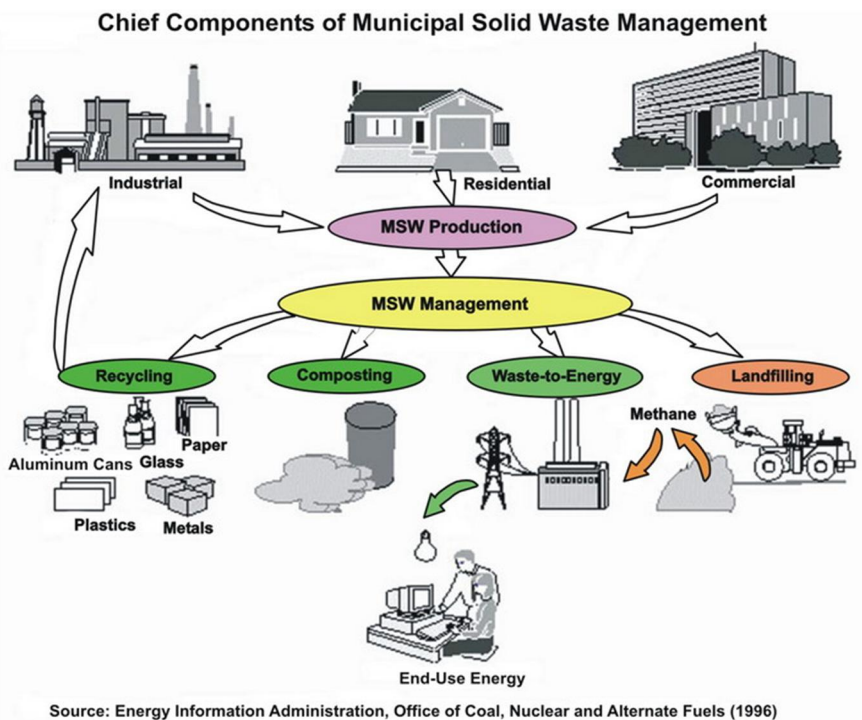 Chief Components of Municipal Solid Waste Management
Industrial
Residential
Commercial
MSW Production
MSW Management
Recycling
Composting
Waste-to-Energy
Landfilling
Aluminum Cans
Glass
Paper
Plastics
Metals
Methane
End-Use Energy
Source: Energy Information Administration, Office of Coal, Nuclear and Alternate Fuels (1996)